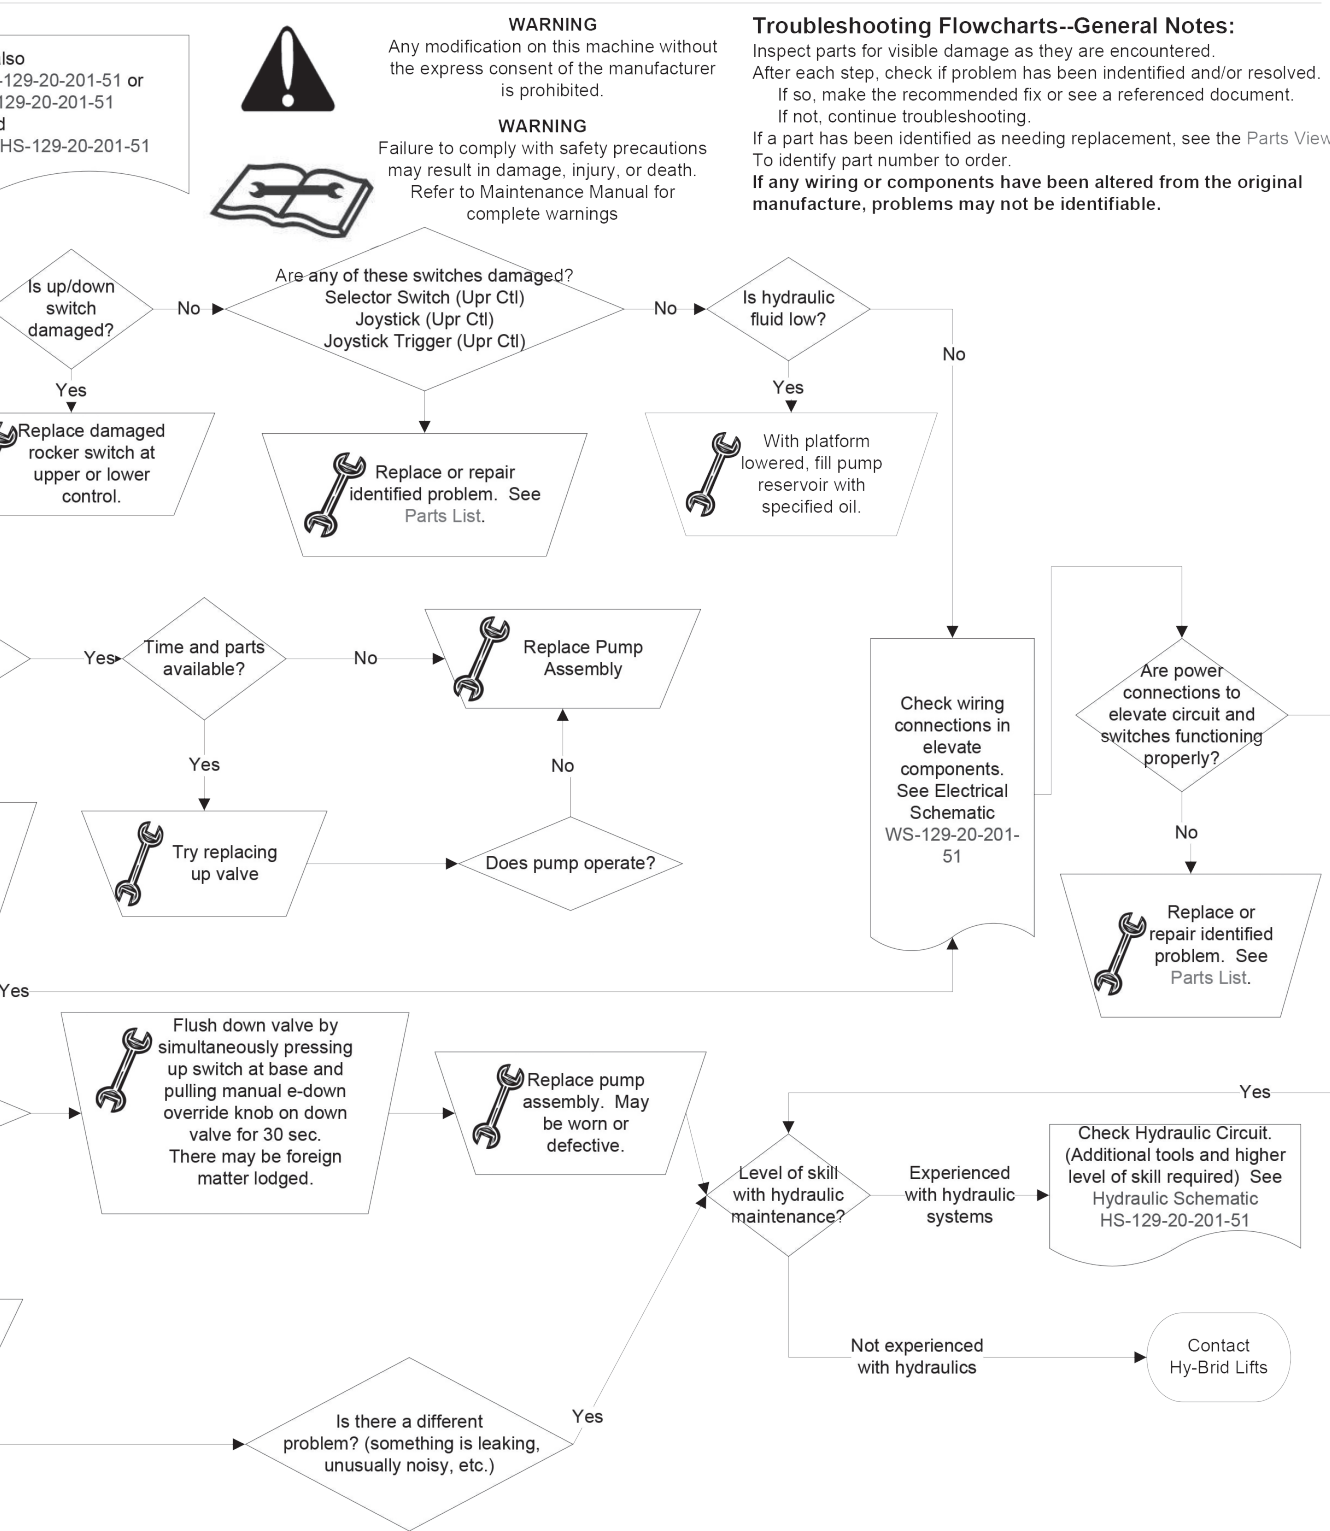 lso
-129-20-201-51 or
129-20-201-51
d
HS-129-20-201-51
WARNING
Any modification on this machine without
the express consent of the manufacturer
is prohibited.
WARNING
Failure to comply with safety precautions
may result in damage, injury, or death.
Refer to Maintenance Manual for
complete warnings
Troubleshooting Flowcharts--General Notes:
Inspect parts for visible damage as they are encountered.
After each step, check if problem has been indentified and/or resolved.
If so, make the recommended fix or see a referenced document.
If not, continue troubleshooting.
If a part has been identified as needing replacement, see the Parts View
To identify part number to order.
If any wiring or components have been altered from the original
manufacture, problems may not be identifiable.
Is up/down
switch
damaged?
No
Are any of these switches damaged?
Selector Switch (Upr Ctl)
Joystick (Upr Ctl)
Joystick Trigger (Upr Ctl)
No
Is hydraulic
fluid low?
No
Yes
Yes
Replace damaged
rocker switch at
upper or lower
control.
Replace or repair
identified problem. See
Parts List.
With platform
lowered, fill pump
reservoir with
specified oil.
Yes
Time and parts
available?
No
Replace Pump
Assembly
Yes
No
Try replacing
up valve
Does pump operate?
Check wiring
connections in
elevate
components.
See Electrical
Schematic
WS-129-20-201-
51
Are power
connections to
elevate circuit and
switches functioning
properly?
No
Replace or
repair identified
problem. See
Parts List.
Yes
Flush down valve by
simultaneously pressing
up switch at base and
pulling manual e-down
override knob on down
valve for 30 sec.
There may be foreign
matter lodged.
Replace pump
assembly. May
be worn or
defective.
Yes
Level of skill
with hydraulic
maintenance?
Experienced
with hydraulic
systems
Check Hydraulic Circuit.
(Additional tools and higher
level of skill required) See
Hydraulic Schematic
HS-129-20-201-51
Not experienced
with hydraulics
Contact
Hy-Brid Lifts
Is there a different
problem? (something is leaking,
unusually noisy, etc.)
Yes